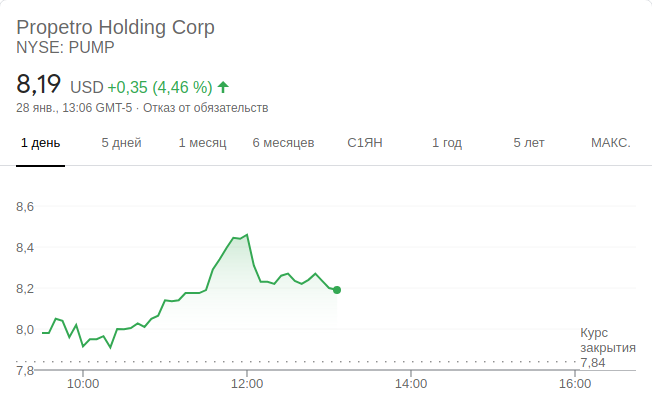 Propetro Holding Corp
NYSE: PUMP
8,19 USD +0,35 (4,46 %)
28 янв., 13:06 GMT-5 · Отказ от обязательств
1 день 5 дней 1 месяц 6 месяцев С1ЯН 1 год 5 лет МАКС.
8,6
8,4
8,2
8,0
Курс
закрытия
7,84
7,8
10:00 12:00 14:00 16:00